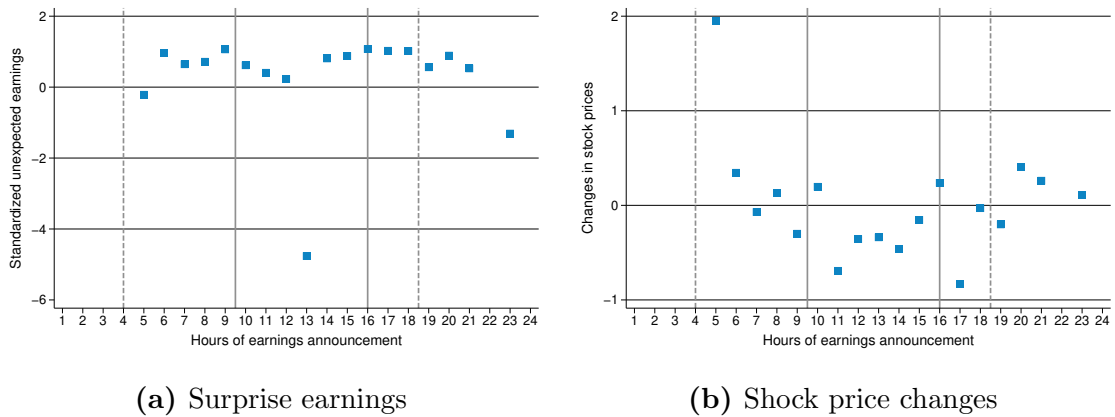 Standardized unexpected earnings
2
0
−2
−4
−6
1 2 3 4 5 6 7 8 9 10 11 12 13 14 15 16 17 18 19 20 21 22 23 24
Hours of earnings announcement
(a) Surprise earnings
Changes in stock prices
2
1
0
−1
1 2 3 4 5 6 7 8 9 10 11 12 13 14 15 16 17 18 19 20 21 22 23 24
Hours of earnings announcement
(b) Shock price changes